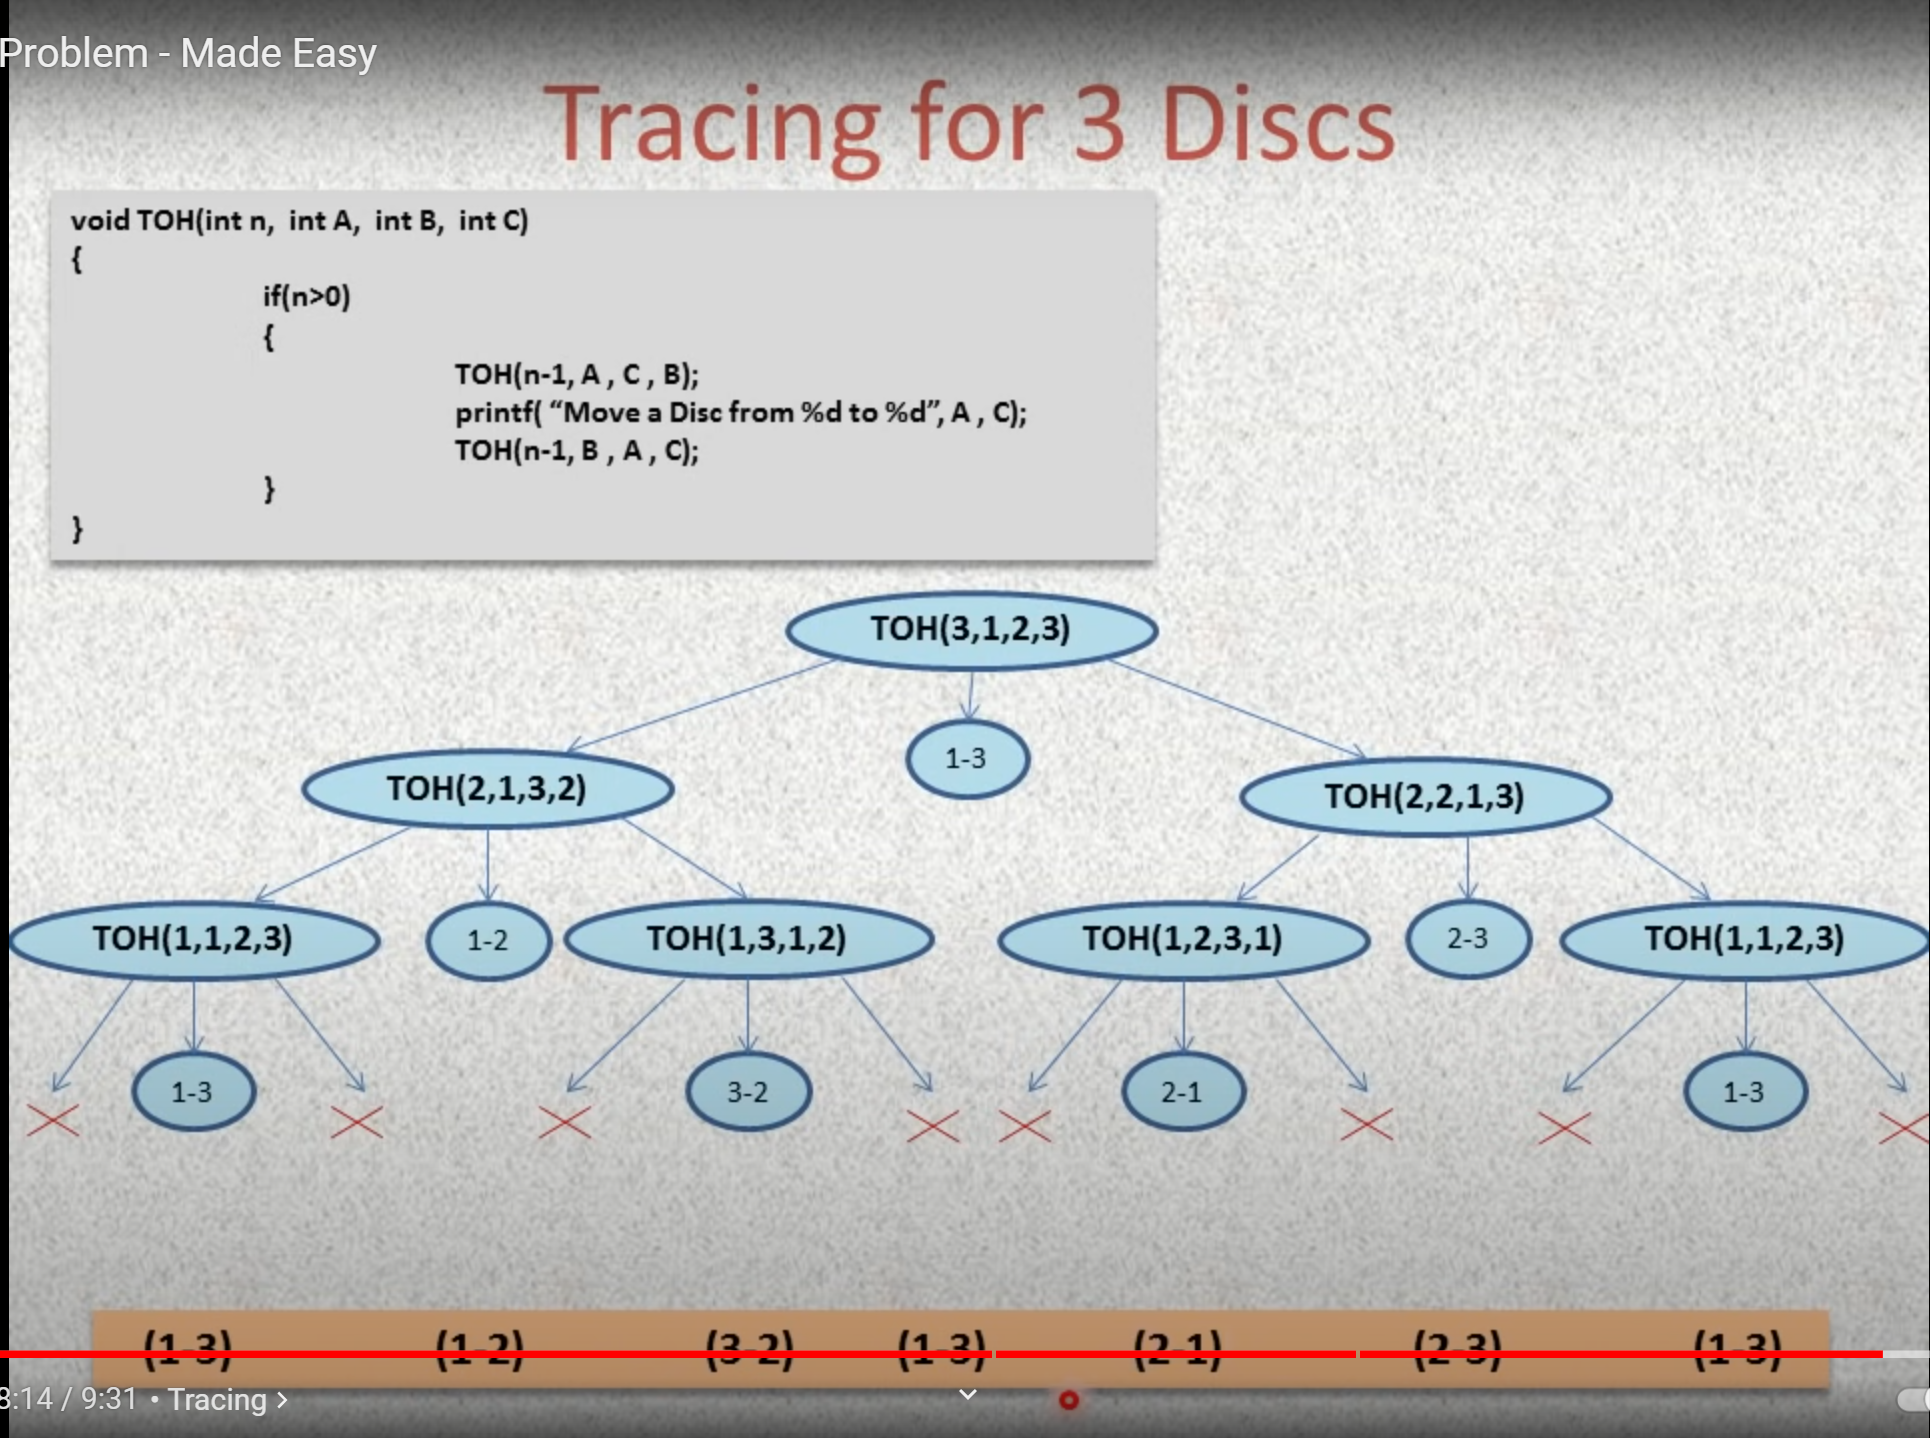 Problem - Made Easy
Tracing for 3 Discs
void TOH(int n, int A, int B, int C)
{
if(n>0)
{
TOH(n-1, A , C , B);
printf( “Move a Disc from %d to %d”, A , C);
TOH(n-1, B , A , C);
}
}
TOH(3,1,2,3)
1-3
TOH(2,1,3,2)
TOH(2,2,1,3)
TOH(1,1,2,3)
1-2
TOH(1,3,1,2)
TOH(1,2,3,1)
2-3
TOH(1,1,2,3)
1-3
3-2
2-1
1-3
(1-3) (1-2) (3-2) (1-3) (2-1) (2-3) (1-3)
8:14 / 9:31 • Tracing >